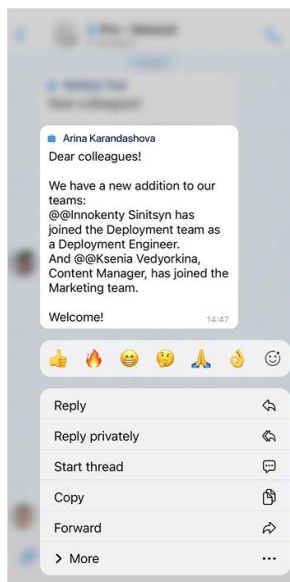 Arina Karandashova
Dear colleagues!
We have a new addition to our
teams:
@@Innokenty Sinitsyn has
joined the Deployment team as
a Deployment Engineer.
And @@Ksenia Vedyorkina,
Content Manager, has joined the
Marketing team.
Welcome!
14:47
Reply
Reply privately
Start thread
Copy
Forward
More